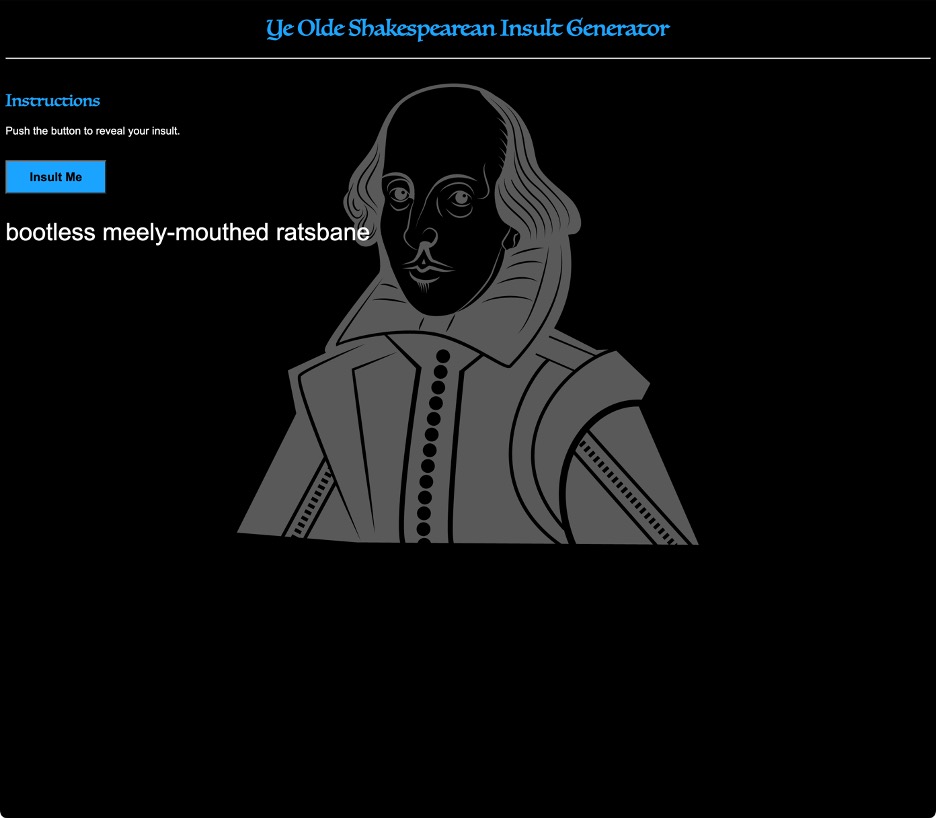 Ye Olde Shakespearean Insult Generator
Instructions
Push the button to reveal your insult.
Insult Me
bootless meely-mouthed ratsbane